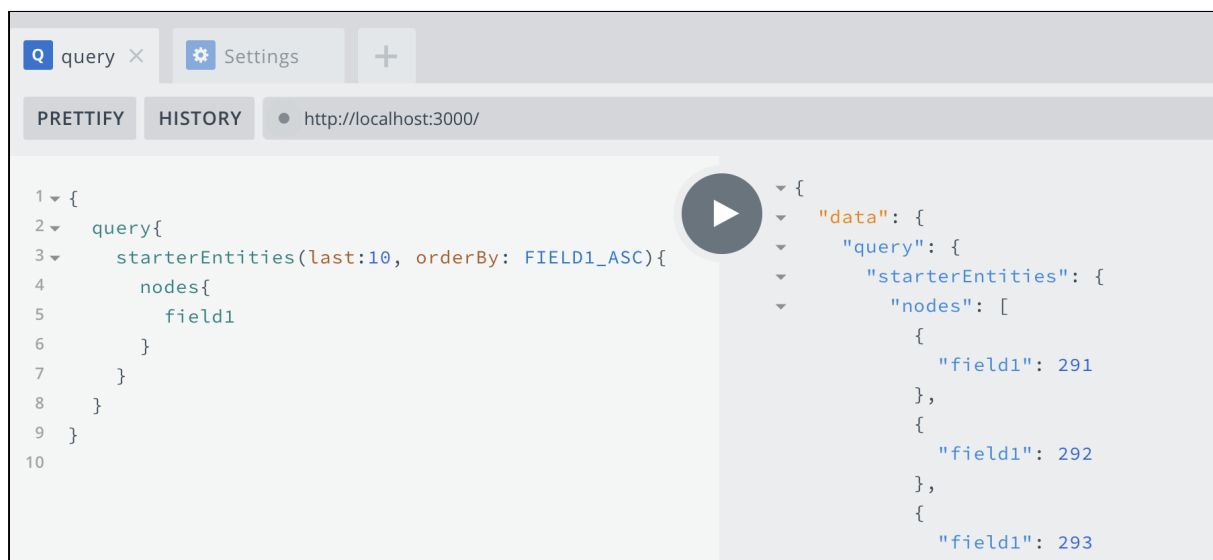 Q query × Settings +
PRETTIFY HISTORY http://localhost:3000/
1 {
2 query{
3 starterEntities(last:10, orderBy: FIELD1_ASC){
4 nodes{
5 field1
6 }
7 }
8 }
9 }
10
{
"data": {
"query": {
"starterEntities": {
"nodes": [
{
"field1": 291
},
{
"field1": 292
},
{
"field1": 293